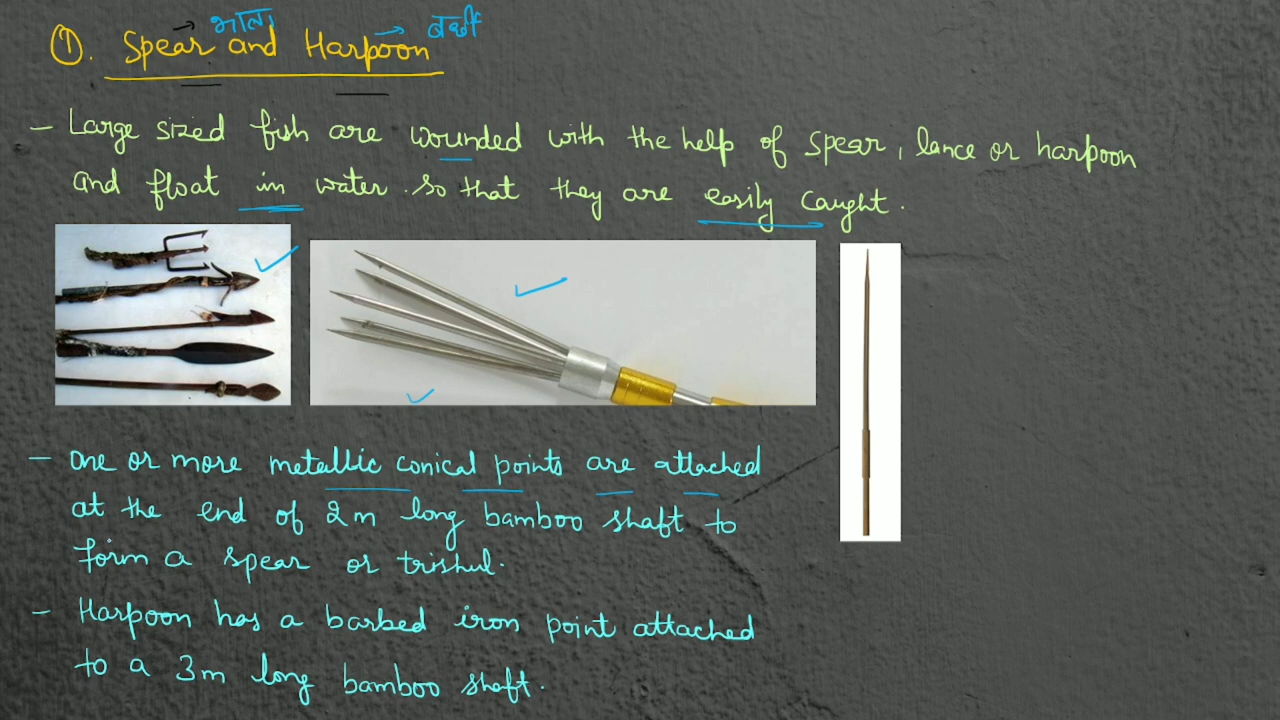 → भाला → बर्छी
①. Spear and Harpoon
- Large sized fish are wounded with the help of spear, lance or harpoon
and float in water. so that they are easily caught.
- One or more metallic conical points are attached
at the end of 2m long bamboo shaft to
form a spear or trishul.
- Harpoon has a barbed iron point attached
to a 3m long bamboo shaft.